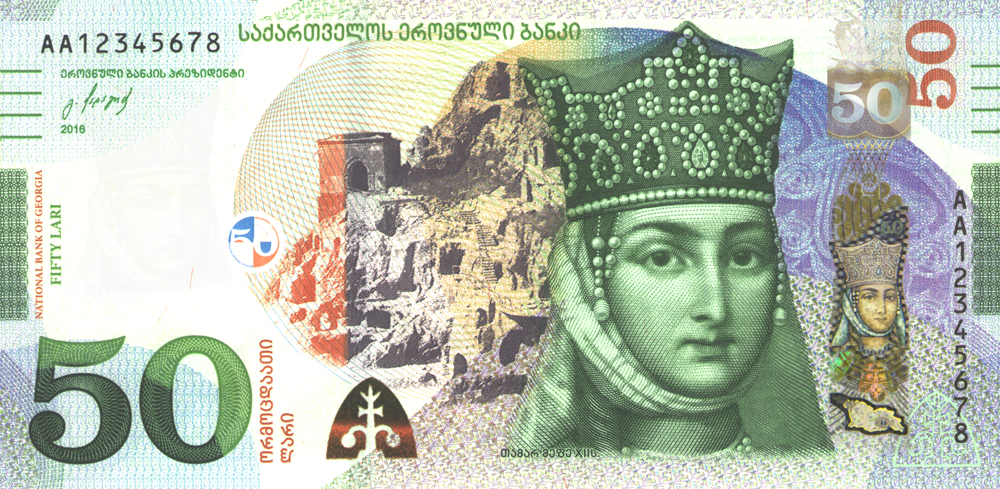 AA12345678
საქართველოს ეროვნული ბანკი
ეროვნული ბანკის პრეზიდენტი
2016
NATIONAL BANK OF GEORGIA
FIFTY LARI
50
ორმოცდაათი
ლარი
თამარ მეფე XIIს.
50
50
AA12345678